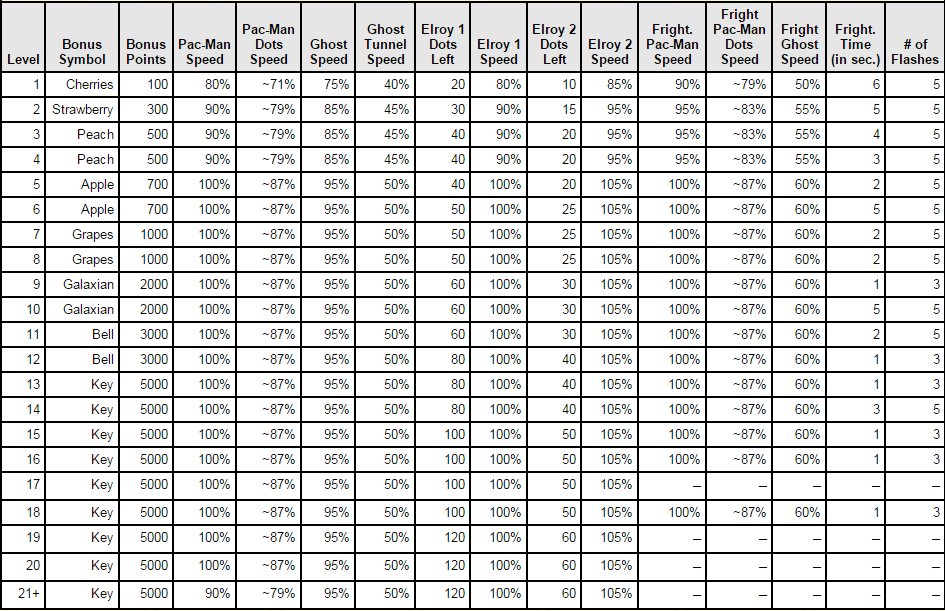 Level Bonus Symbol Bonus Points Pac-Man Speed Pac-Man Dots Speed Ghost Speed Ghost Tunnel Speed Elroy 1 Dots Left Elroy 1 Speed Elroy 2 Dots Left Elroy 2 Speed Fright. Pac-Man Speed Fright Pac-Man Dots Speed Fright Ghost Speed Fright. Time (in sec.) # of Flashes
1 Cherries 100 80% ~71% 75% 40% 20 80% 10 85% 90% ~79% 50% 6 5
2 Strawberry 300 90% ~79% 85% 45% 30 90% 15 95% 95% ~83% 55% 5 5
3 Peach 500 90% ~79% 85% 45% 40 90% 20 95% 95% ~83% 55% 4 5
4 Peach 500 90% ~79% 85% 45% 40 90% 20 95% 95% ~83% 55% 3 5
5 Apple 700 100% ~87% 95% 50% 40 100% 20 105% 100% ~87% 60% 2 5
6 Apple 700 100% ~87% 95% 50% 50 100% 25 105% 100% ~87% 60% 5 5
7 Grapes 1000 100% ~87% 95% 50% 50 100% 25 105% 100% ~87% 60% 2 5
8 Grapes 1000 100% ~87% 95% 50% 50 100% 25 105% 100% ~87% 60% 2 5
9 Galaxian 2000 100% ~87% 95% 50% 60 100% 30 105% 100% ~87% 60% 1 3
10 Galaxian 2000 100% ~87% 95% 50% 60 100% 30 105% 100% ~87% 60% 5 5
11 Bell 3000 100% ~87% 95% 50% 60 100% 30 105% 100% ~87% 60% 2 5
12 Bell 3000 100% ~87% 95% 50% 80 100% 40 105% 100% ~87% 60% 1 3
13 Key 5000 100% ~87% 95% 50% 80 100% 40 105% 100% ~87% 60% 1 3
14 Key 5000 100% ~87% 95% 50% 80 100% 40 105% 100% ~87% 60% 3 5
15 Key 5000 100% ~87% 95% 50% 100 100% 50 105% 100% ~87% 60% 1 3
16 Key 5000 100% ~87% 95% 50% 100 100% 50 105% 100% ~87% 60% 1 3
17 Key 5000 100% ~87% 95% 50% 100 100% 50 105% – – – – –
18 Key 5000 100% ~87% 95% 50% 100 100% 50 105% 100% ~87% 60% 1 3
19 Key 5000 100% ~87% 95% 50% 120 100% 60 105% – – – – –
20 Key 5000 100% ~87% 95% 50% 120 100% 60 105% – – – – –
21+ Key 5000 90% ~79% 95% 50% 120 100% 60 105% – – – – –